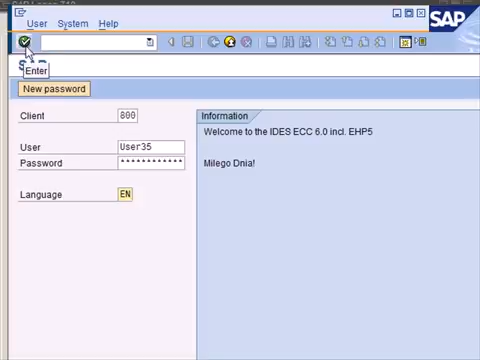 User System Help
SAP
Enter
New password
Client 800
User User35
Password ************
Language EN
Information
Welcome to the IDES ECC 6.0 incl. EHP5
Milego Dnia!